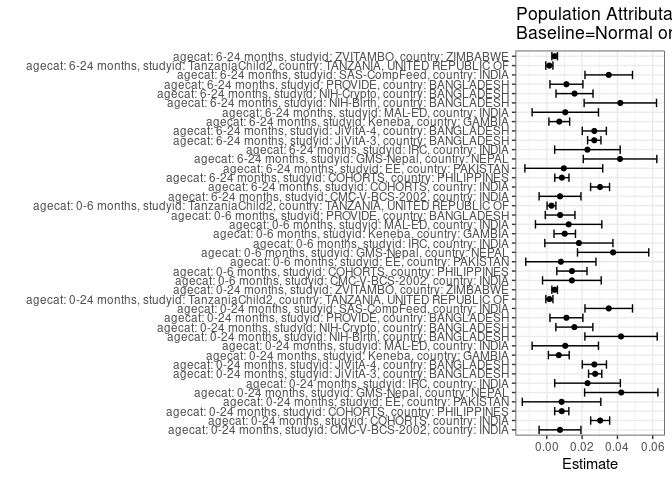 Population Attributa
Baseline=Normal or
agecat: 6-24 months, studyid: ZVITAMBO, country: ZIMBABWE
agecat: 6-24 months, studyid: TanzaniaChild2, country: TANZANIA, UNITED REPUBLIC OF
agecat: 6-24 months, studyid: SAS-CompFeed, country: INDIA
agecat: 6-24 months, studyid: PROVIDE, country: BANGLADESH
agecat: 6-24 months, studyid: NIH-Crypto, country: BANGLADESH
agecat: 6-24 months, studyid: NIH-Birth, country: BANGLADESH
agecat: 6-24 months, studyid: MAL-ED, country: INDIA
agecat: 6-24 months, studyid: Keneba, country: GAMBIA
agecat: 6-24 months, studyid: JiVitA-4, country: BANGLADESH
agecat: 6-24 months, studyid: JiVitA-3, country: BANGLADESH
agecat: 6-24 months, studyid: IRC, country: INDIA
agecat: 6-24 months, studyid: GMS-Nepal, country: NEPAL
agecat: 6-24 months, studyid: EE, country: PAKISTAN
agecat: 6-24 months, studyid: COHORTS, country: PHILIPPINES
agecat: 6-24 months, studyid: COHORTS, country: INDIA
agecat: 6-24 months, studyid: CMC-V-BCS-2002, country: INDIA
agecat: 0-6 months, studyid: TanzaniaChild2, country: TANZANIA, UNITED REPUBLIC OF
agecat: 0-6 months, studyid: PROVIDE, country: BANGLADESH
agecat: 0-6 months, studyid: MAL-ED, country: INDIA
agecat: 0-6 months, studyid: Keneba, country: GAMBIA
agecat: 0-6 months, studyid: IRC, country: INDIA
agecat: 0-6 months, studyid: GMS-Nepal, country: NEPAL
agecat: 0-6 months, studyid: EE, country: PAKISTAN
agecat: 0-6 months, studyid: COHORTS, country: PHILIPPINES
agecat: 0-6 months, studyid: CMC-V-BCS-2002, country: INDIA
agecat: 0-24 months, studyid: ZVITAMBO, country: ZIMBABWE
agecat: 0-24 months, studyid: TanzaniaChild2, country: TANZANIA, UNITED REPUBLIC OF
agecat: 0-24 months, studyid: SAS-CompFeed, country: INDIA
agecat: 0-24 months, studyid: PROVIDE, country: BANGLADESH
agecat: 0-24 months, studyid: NIH-Crypto, country: BANGLADESH
agecat: 0-24 months, studyid: NIH-Birth, country: BANGLADESH
agecat: 0-24 months, studyid: MAL-ED, country: INDIA
agecat: 0-24 months, studyid: Keneba, country: GAMBIA
agecat: 0-24 months, studyid: JiVitA-4, country: BANGLADESH
agecat: 0-24 months, studyid: JiVitA-3, country: BANGLADESH
agecat: 0-24 months, studyid: IRC, country: INDIA
agecat: 0-24 months, studyid: GMS-Nepal, country: NEPAL
agecat: 0-24 months, studyid: EE, country: PAKISTAN
agecat: 0-24 months, studyid: COHORTS, country: PHILIPPINES
agecat: 0-24 months, studyid: COHORTS, country: INDIA
agecat: 0-24 months, studyid: CMC-V-BCS-2002, country: INDIA
0.00 0.02 0.04 0.06
Estimate